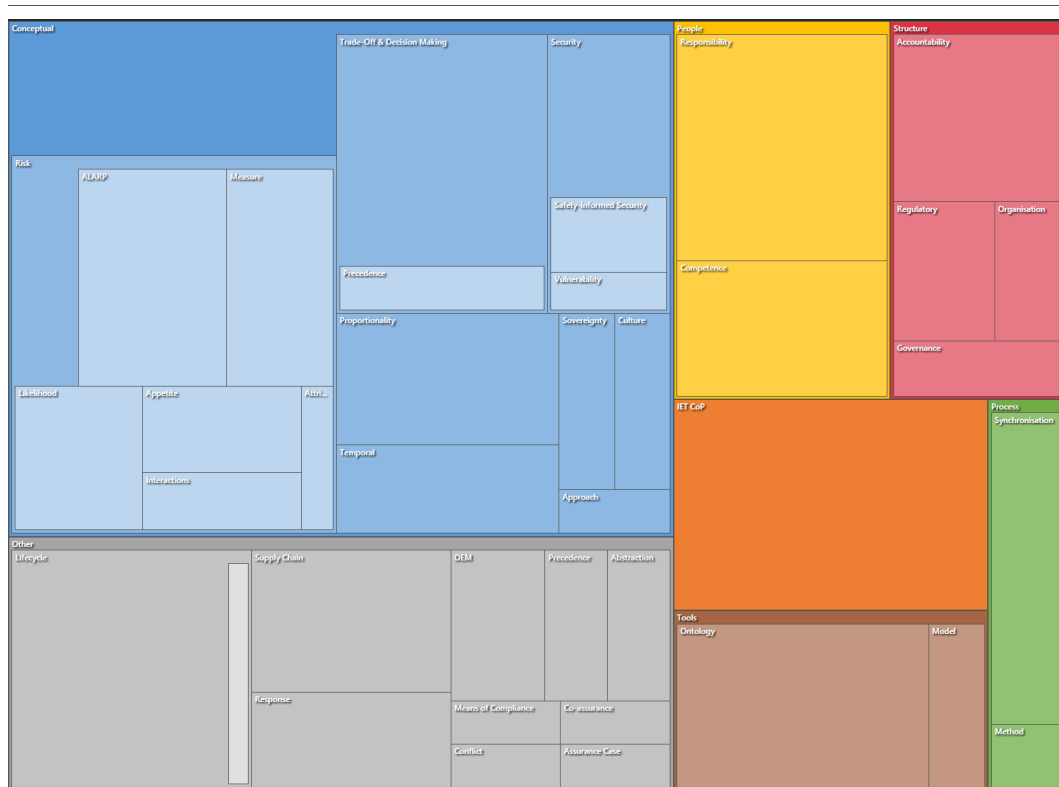 Conceptual
Trade-Off & Decision Making
Security
Risk
ALARP
Measure
Safety-Informed Security
Precedence
Vulnerability
Proportionality
Sovereignty
Culture
Likelihood
Appetite
Attri...
Temporal
Interactions
Approach
People
Responsibility
Competence
Structure
Accountability
Regulatory
Organisation
Governance
IET CoP
Process
Synchronisation
Method
Other
Lifecycle
Supply Chain
OEM
Precedence
Abstraction
Response
Means of Compliance
Co-assurance
Conflict
Assurance Case
Tools
Ontology
Model